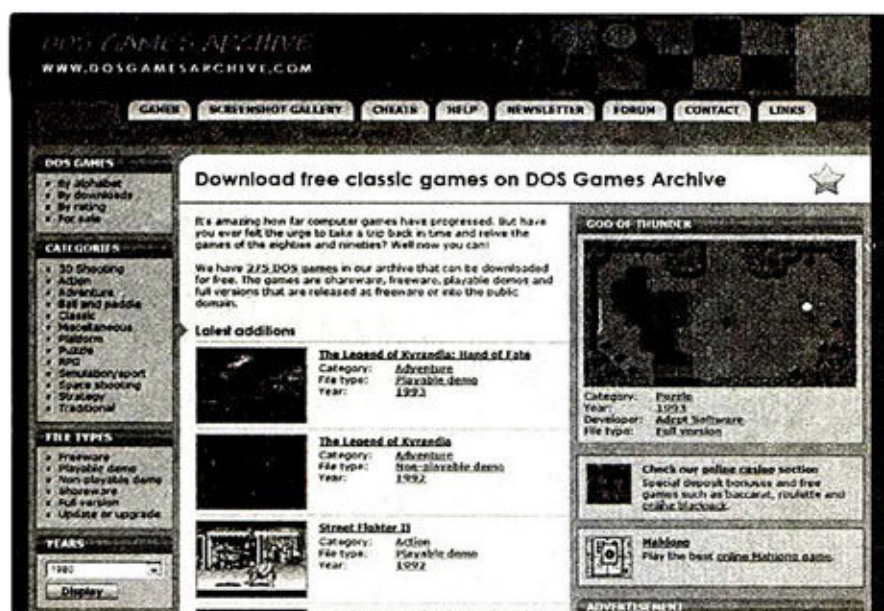 DOS GAMES ARCHIVE
WWW.DOSGAMESARCHIVE.COM
GAMES SCREENSHOT GALLERY CHEATS HELP NEWSLETTER FORUM CONTACT LINKS
DOS GAMES
By alphabet
By downloads
By rating
For sale
CATEGORIES
3D Shooting
Action
Adventure
Ball and paddle
Classic
Miscellaneous
Platform
Puzzle
RPG
Simulation/sport
Space shooting
Strategy
Traditional
FILE TYPES
Freeware
Playable demo
Non-playable demo
Shareware
Full version
Update or upgrade
YEARS
1980
Display
Download free classic games on DOS Games Archive
It's amazing how far computer games have progressed. But have
you ever felt the urge to take a trip back in time and relive the
games of the eighties and nineties? Well now you can!
We have 275 DOS games in our archive that can be downloaded
for free. The games are shareware, freeware, playable demos and
full versions that are released as freeware or into the public
domain.
Latest additions
The Legend of Kyrandia: Hand of Fate
Category: Adventure
File type: Playable demo
Year: 1993
The Legend of Kyrandia
Category: Adventure
File type: Non-playable demo
Year: 1992
Street Fighter II
Category: Action
File type: Playable demo
Year: 1992
GOD OF THUNDER
Category: Puzzle
Year: 1993
Developer: Adept Software
File type: Full version
Check our online casino section
Special deposit bonuses and free
games such as baccarat, roulette and
online blackjack.
Mahjong
Play the best online Mahjong game.
ADVERTISEMENT